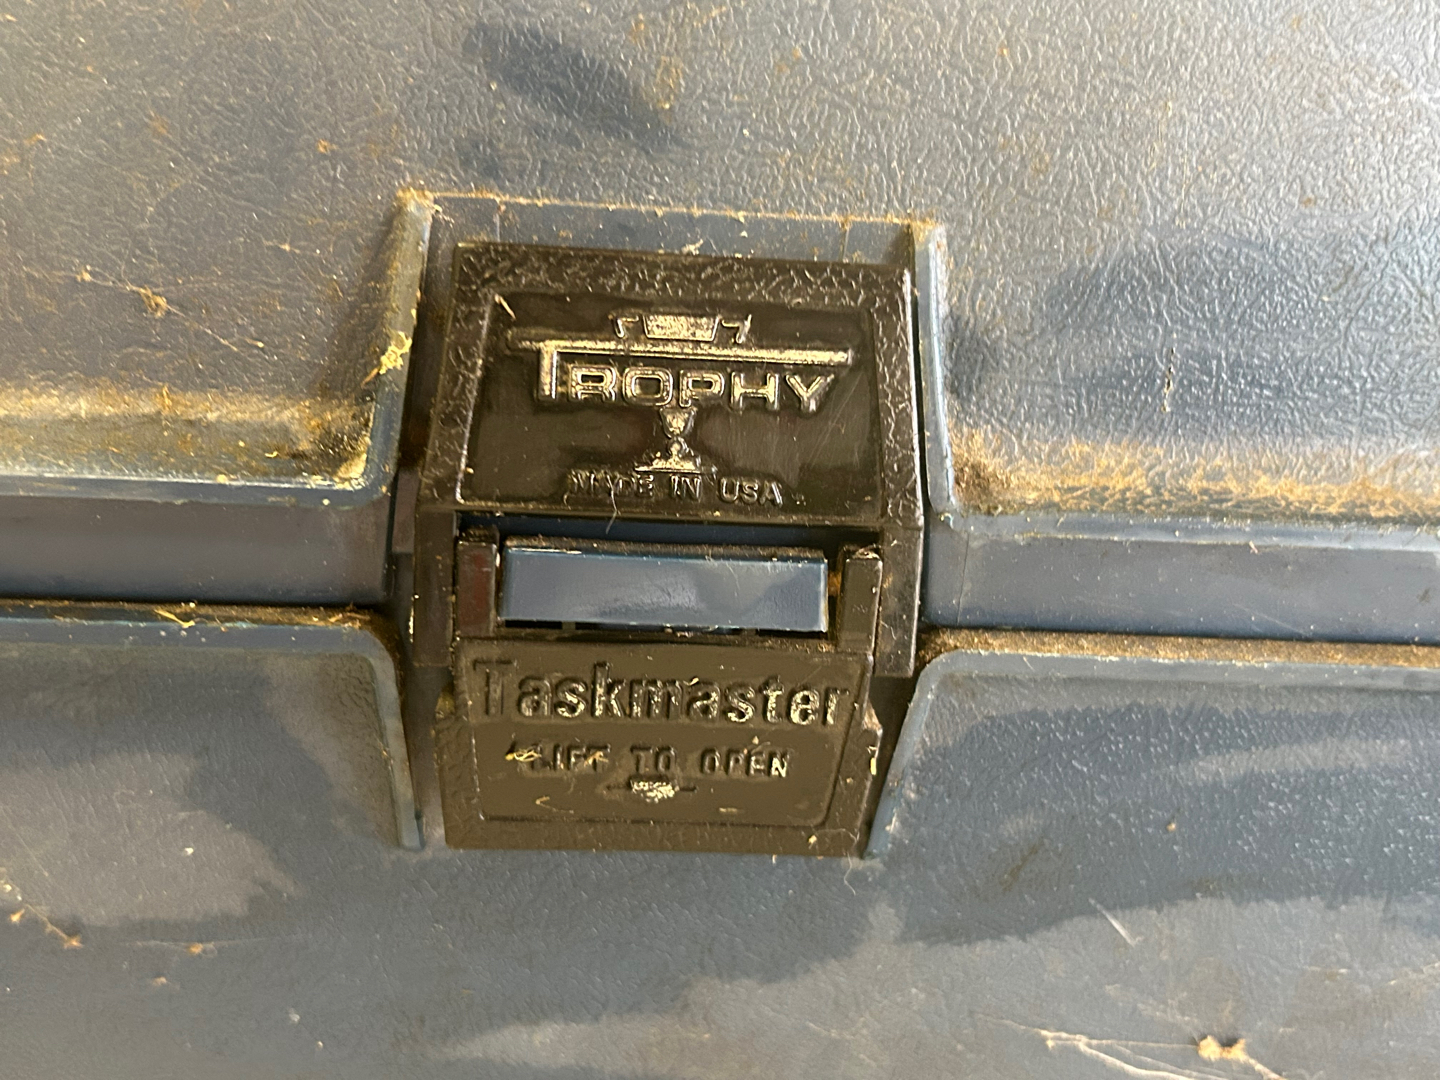 TROPHY
MADE IN USA
Taskmaster
LIFT TO OPEN